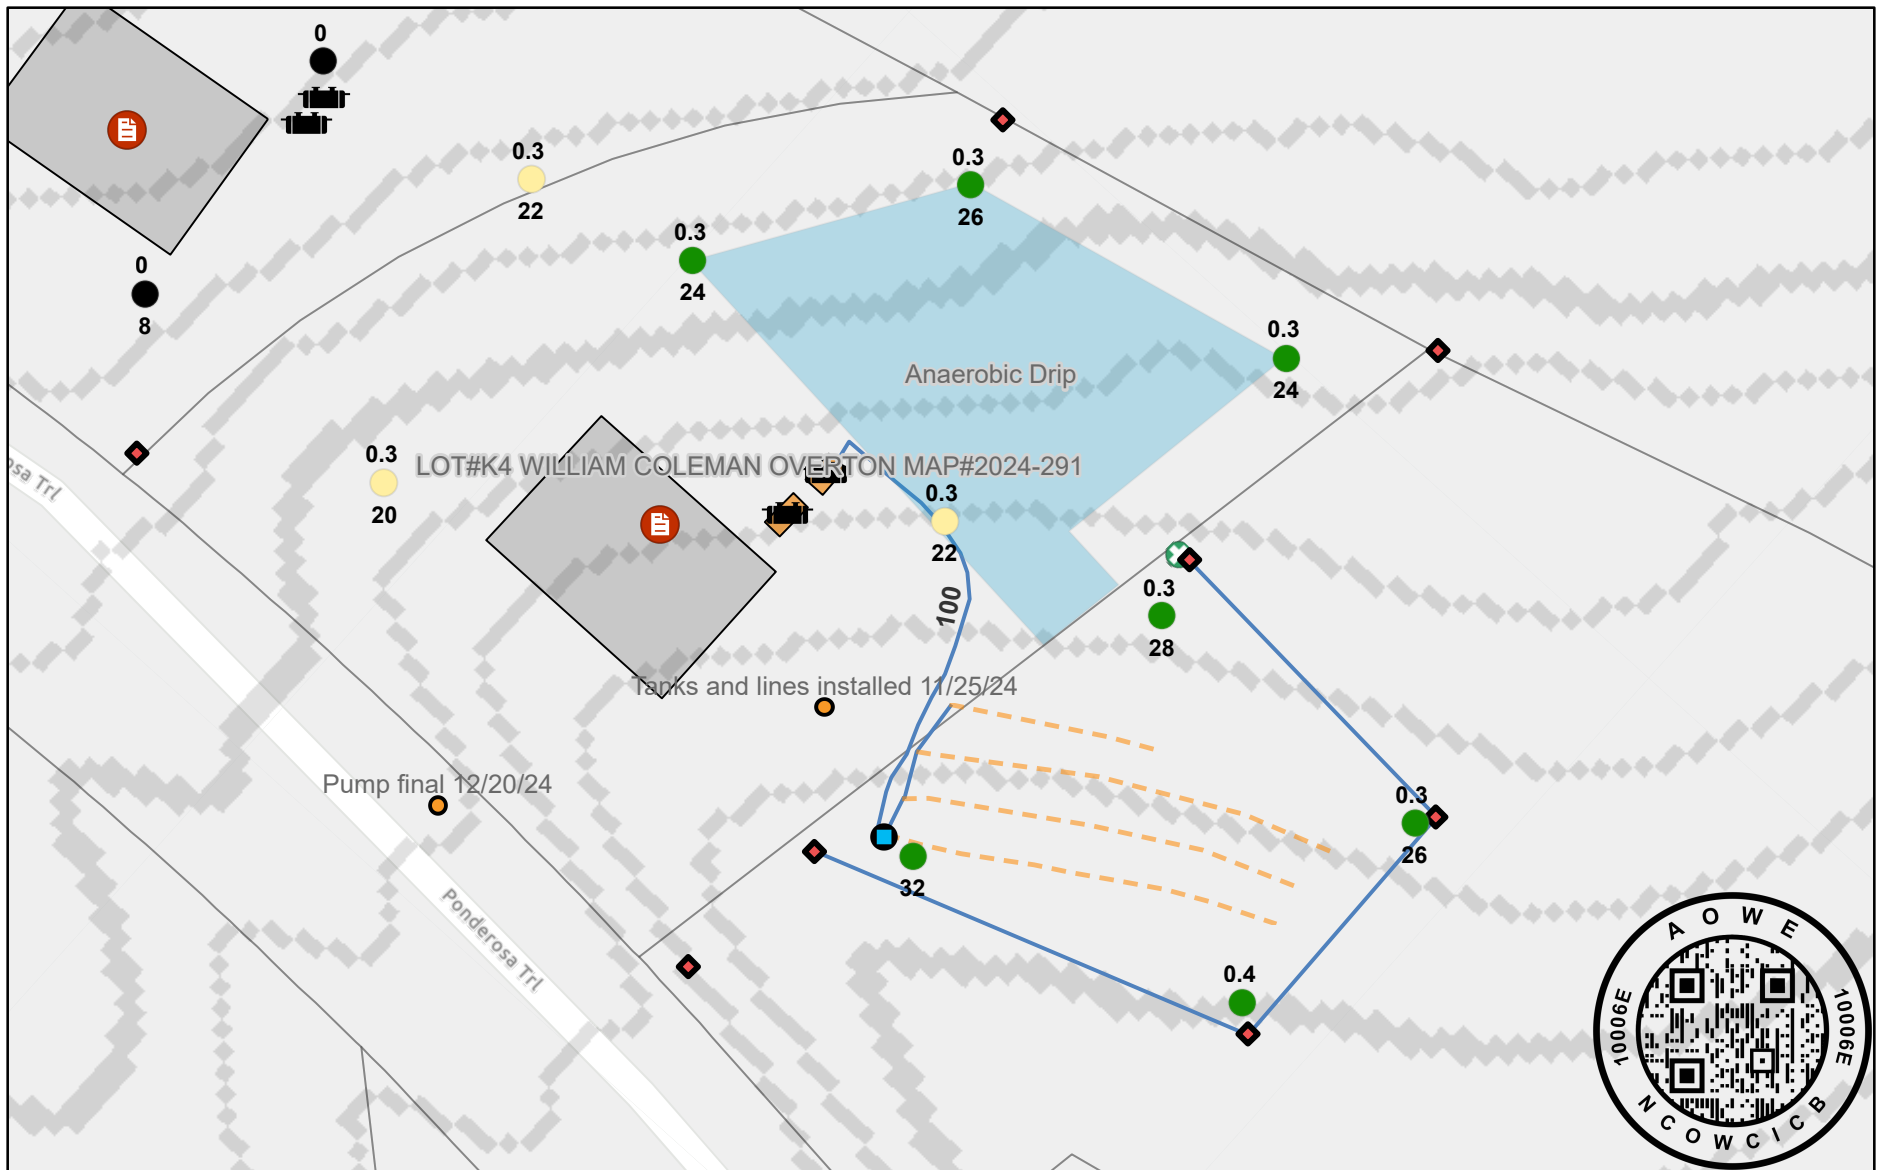 0
0.3
22
0.3
26
0.3
24
0
8
0.3
24
Anaerobic Drip
0.3
20
LOT#K4 WILLIAM COLEMAN OVERTON MAP#2024-291
0.3
22
osa Trl
100
0.3
28
Tanks and lines installed 11/25/24
Pump final 12/20/24
0.3
26
32
Ponderosa Trl
0.4
AOWE
10006E
10006E
NCOWCICB